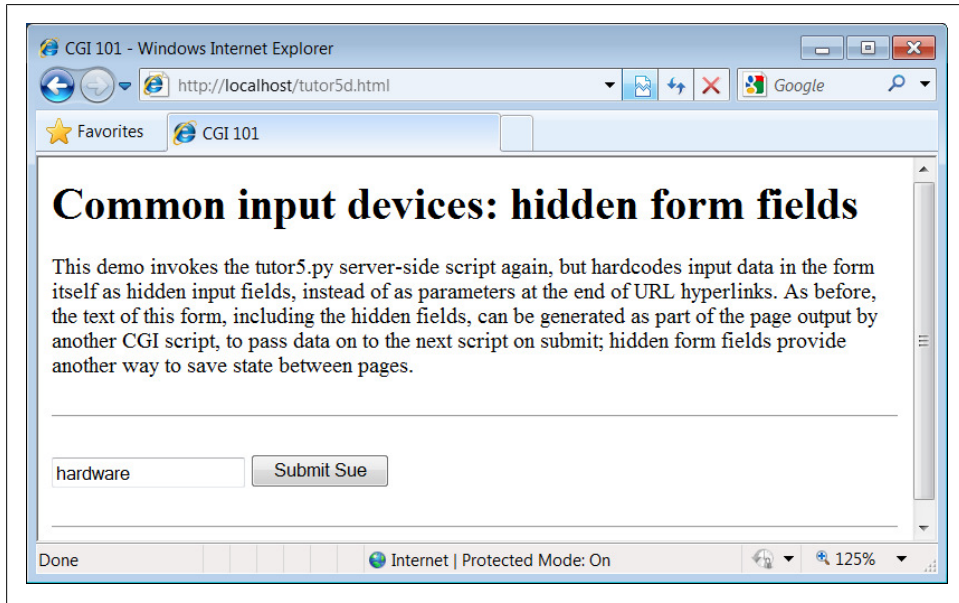 CGI 101 - Windows Internet Explorer
http://localhost/tutor5d.html
Google
Favorites
CGI 101
Common input devices: hidden form fields
This demo invokes the tutor5.py server-side script again, but hardcodes input data in the form
itself as hidden input fields, instead of as parameters at the end of URL hyperlinks. As before,
the text of this form, including the hidden fields, can be generated as part of the page output by
another CGI script, to pass data on to the next script on submit; hidden form fields provide
another way to save state between pages.
hardware
Submit Sue
Done
Internet | Protected Mode: On
125%